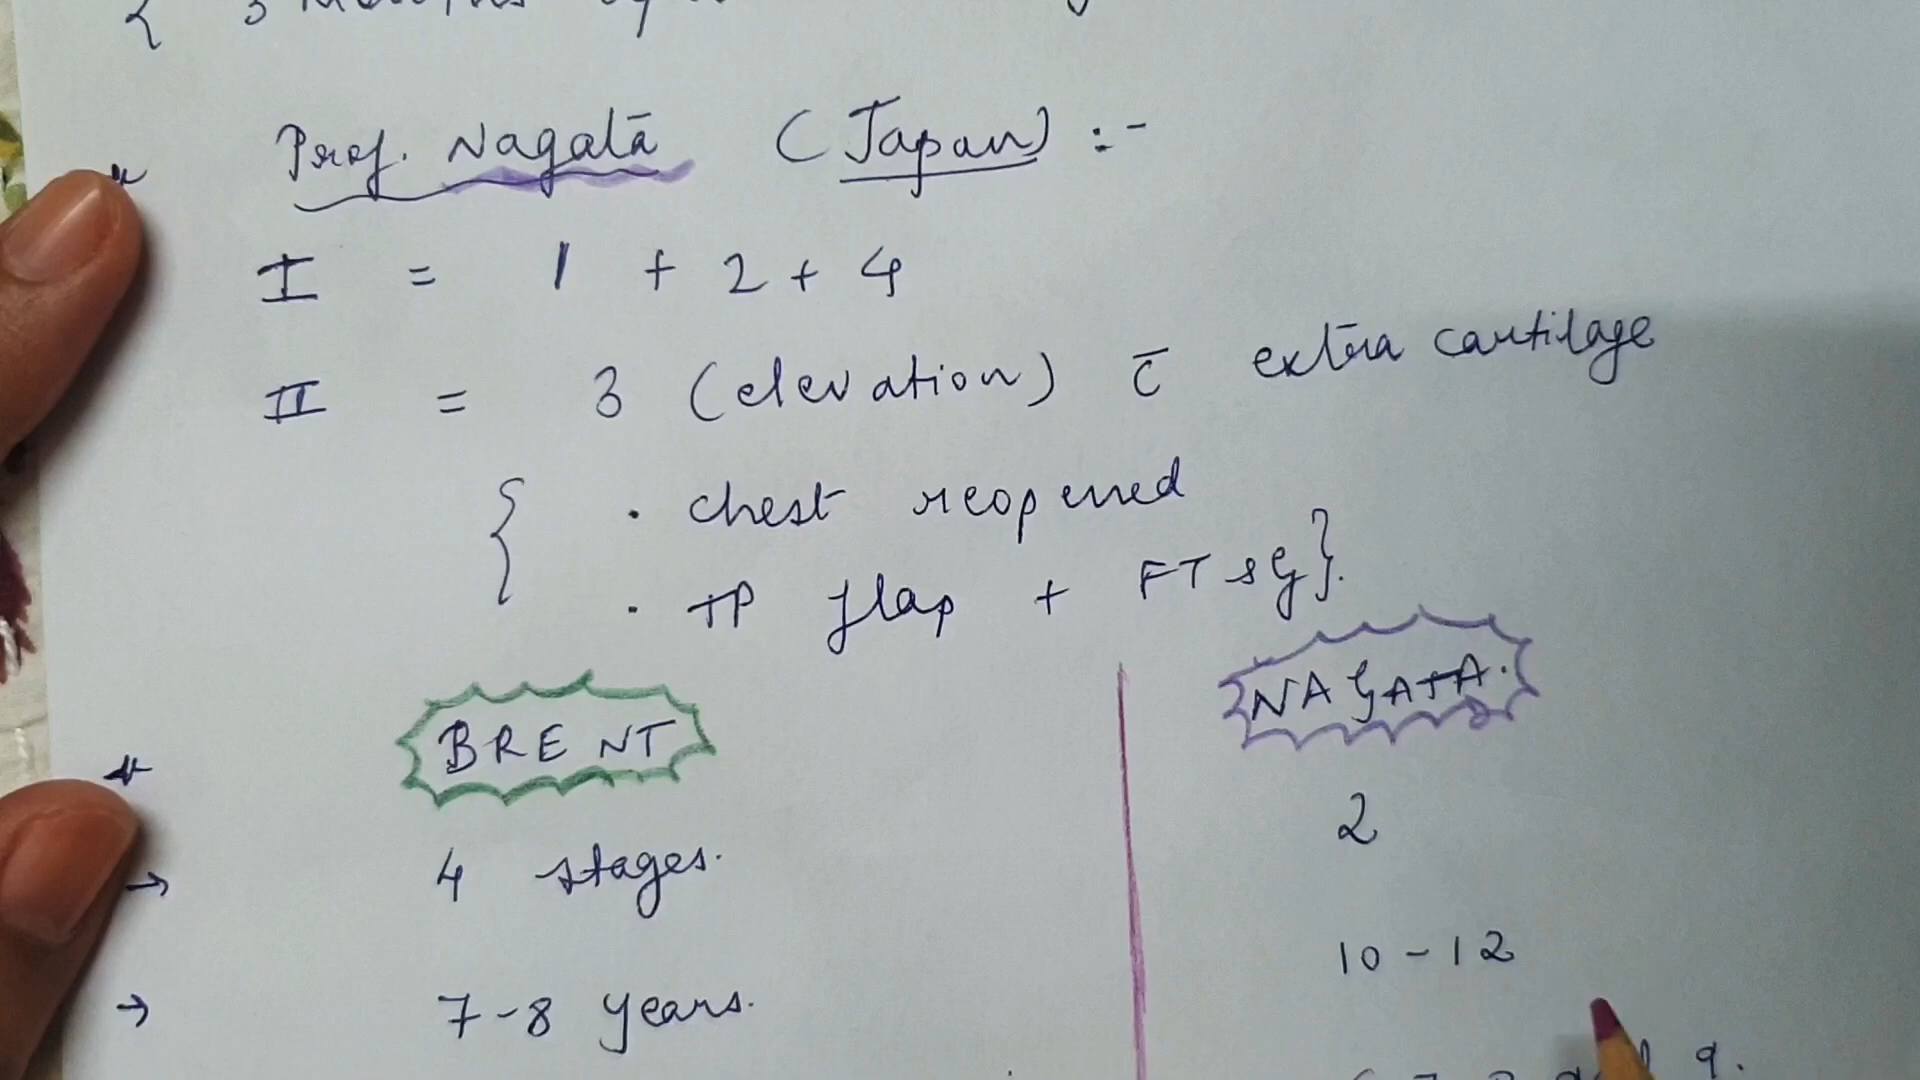 Prof. Nagata (Japan) :-
I = 1 + 2 + 4
II = 3 (elevation) c̄ extra cartilage
{ . chest reopened
. TP flap + FTSG }.
BRENT NAGATA.
→ 4 stages. 2
→ 7-8 years. 10-12